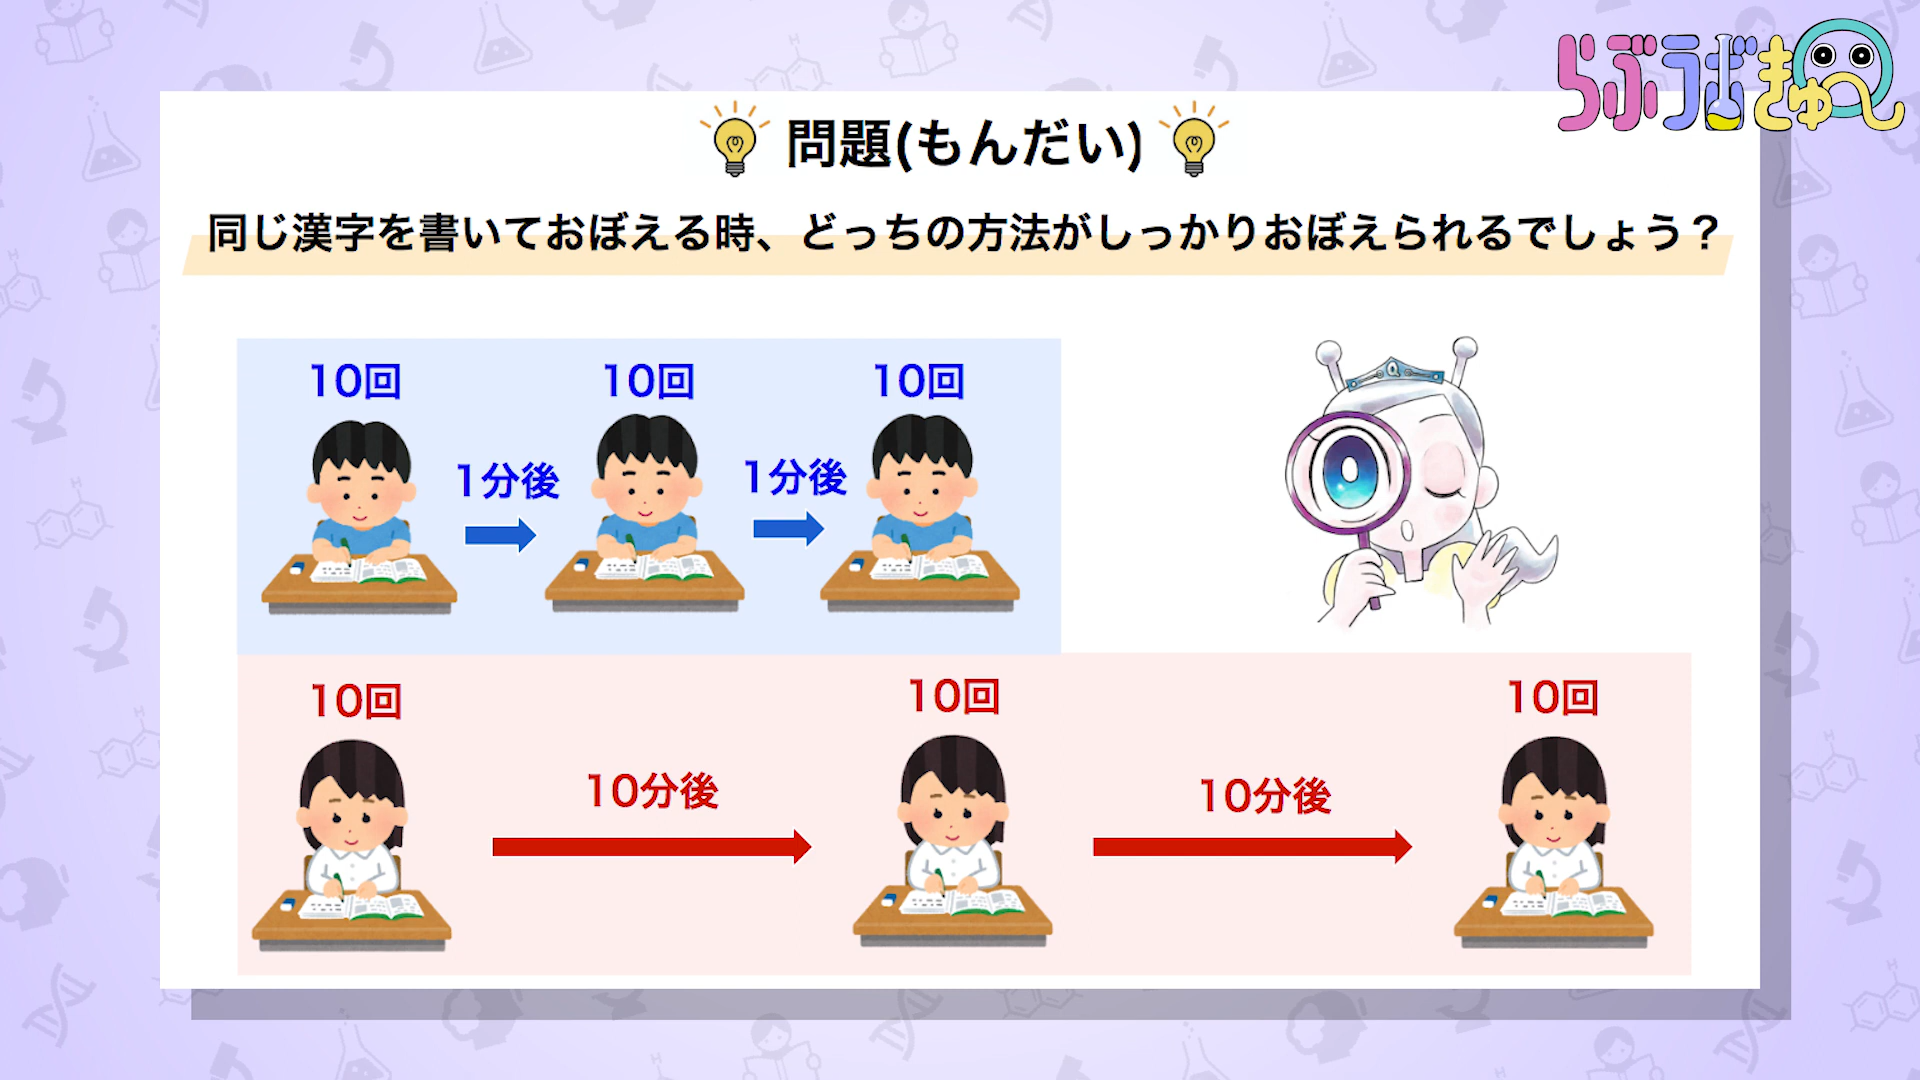 らぶラボきゅ〜
問題(もんだい)
同じ漢字を書いておぼえる時、どっちの方法がしっかりおぼえられるでしょう？
10回
10回
10回
1分後
1分後
10回
10回
10回
10分後
10分後